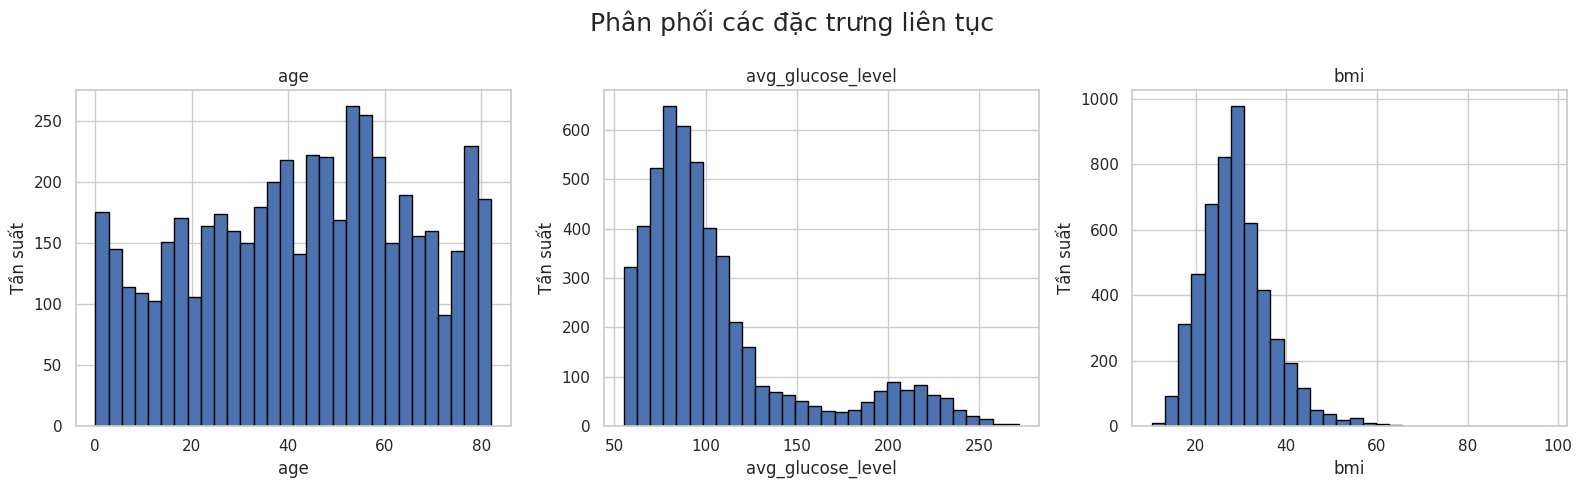 Phân phối các đặc trưng liên tục
age
Tần suất
250
200
150
100
50
0
0 20 40 60 80
age
avg_glucose_level
Tần suất
600
500
400
300
200
100
0
50 100 150 200 250
avg_glucose_level
bmi
Tần suất
1000
800
600
400
200
0
20 40 60 80 100
bmi